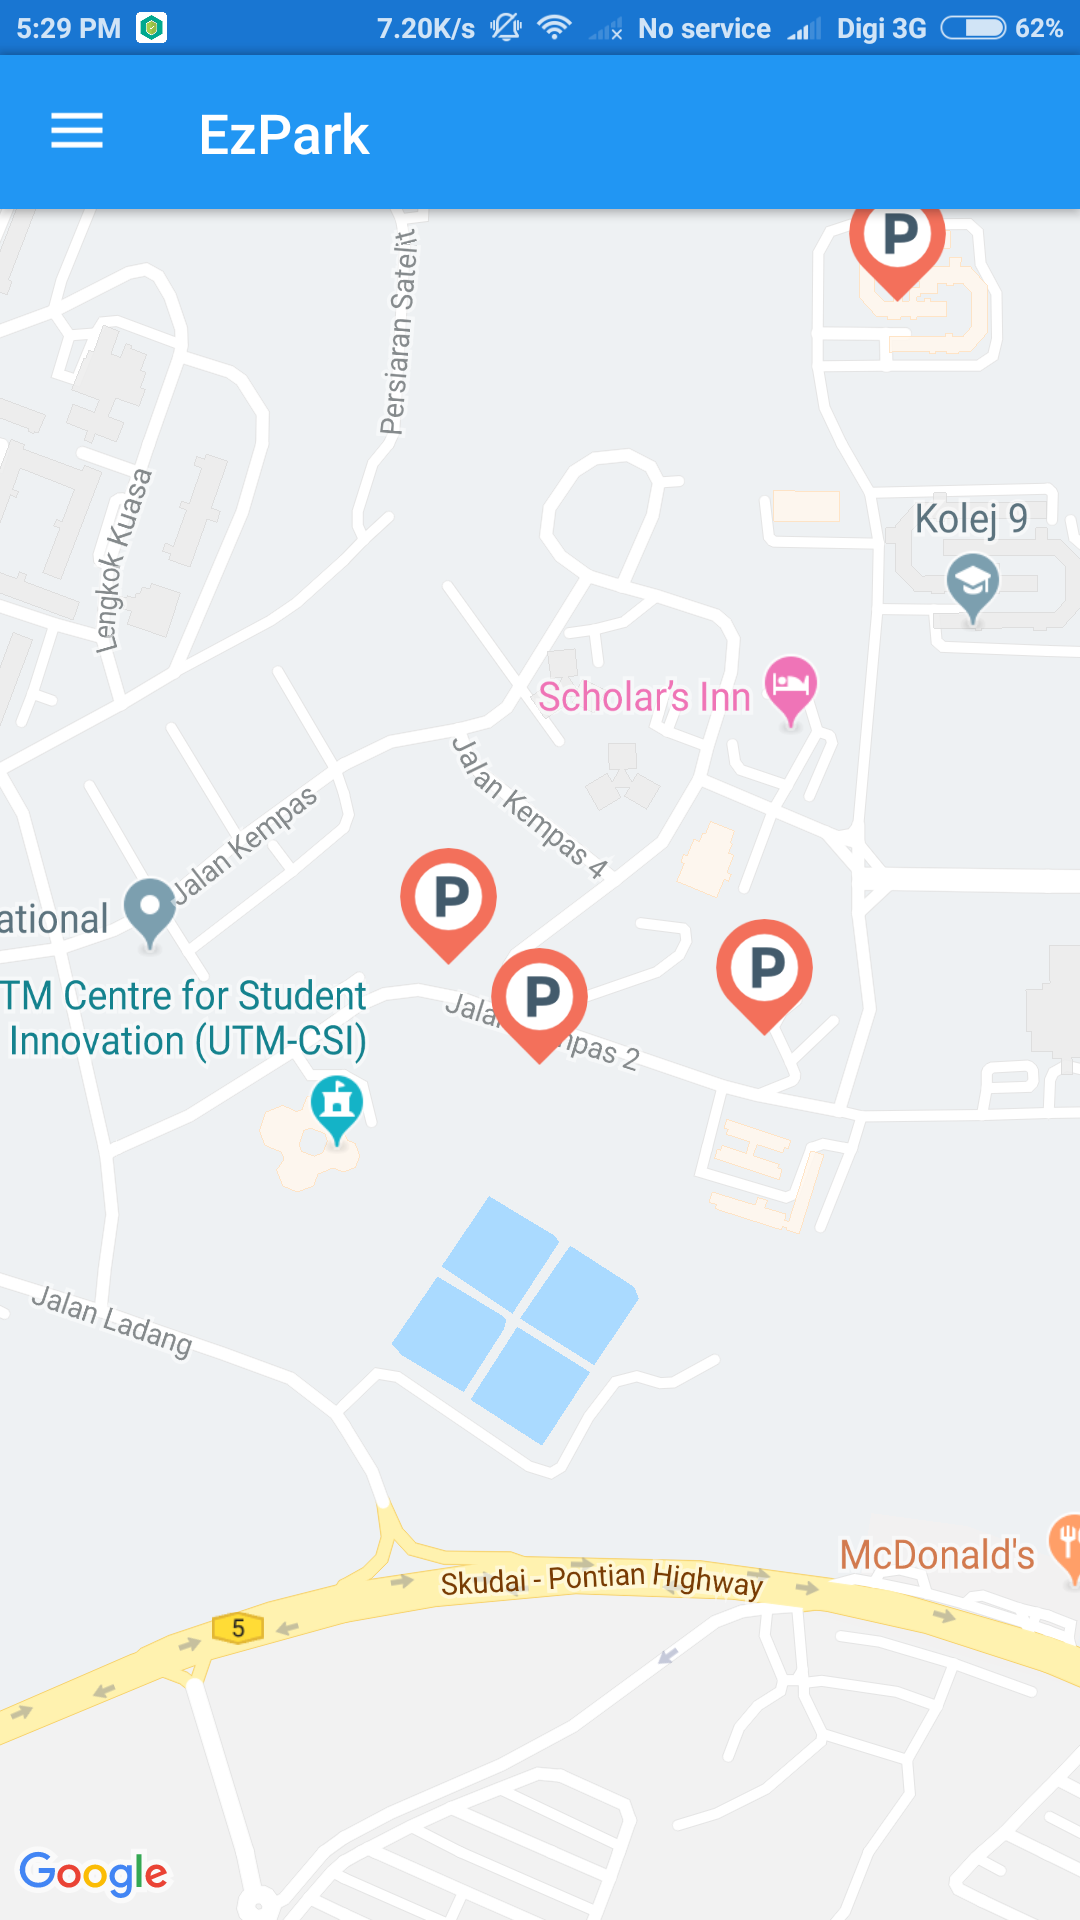 5:29 PM 7.20K/s No service Digi 3G 62%
EzPark
P
Persiaran Satelit
Lengkok Kuasa
Kolej 9
Scholar's Inn
Jalan Kempas 4
Jalan Kempas
P
ational
P
P
TM Centre for Student
Innovation (UTM-CSI)
Jala
mpas 2
Jalan Ladang
McDonald's
Skudai - Pontian Highway
5
Google